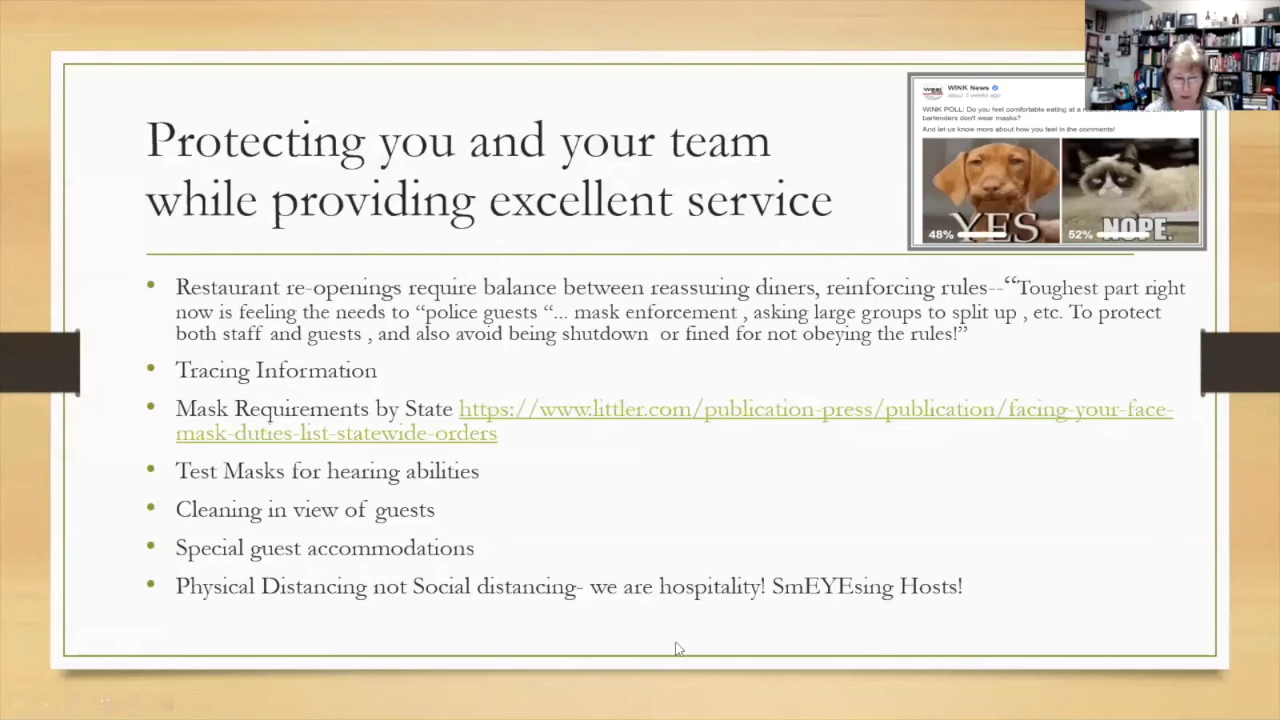 Protecting you and your team
while providing excellent service
WINK News
about 3 weeks ago
WINK POLL: Do you feel comfortable eating at a
bartenders don't wear masks?
And let us know more about how you feel in the comments!
48% YES
52% NOPE.
• Restaurant re-openings require balance between reassuring diners, reinforcing rules--“Toughest part right
now is feeling the needs to “police guests “... mask enforcement , asking large groups to split up , etc. To protect
both staff and guests , and also avoid being shutdown or fined for not obeying the rules!”
• Tracing Information
• Mask Requirements by State https://www.littler.com/publication-press/publication/facing-your-face-
mask-duties-list-statewide-orders
• Test Masks for hearing abilities
• Cleaning in view of guests
• Special guest accommodations
• Physical Distancing not Social distancing- we are hospitality! SmEYEsing Hosts!